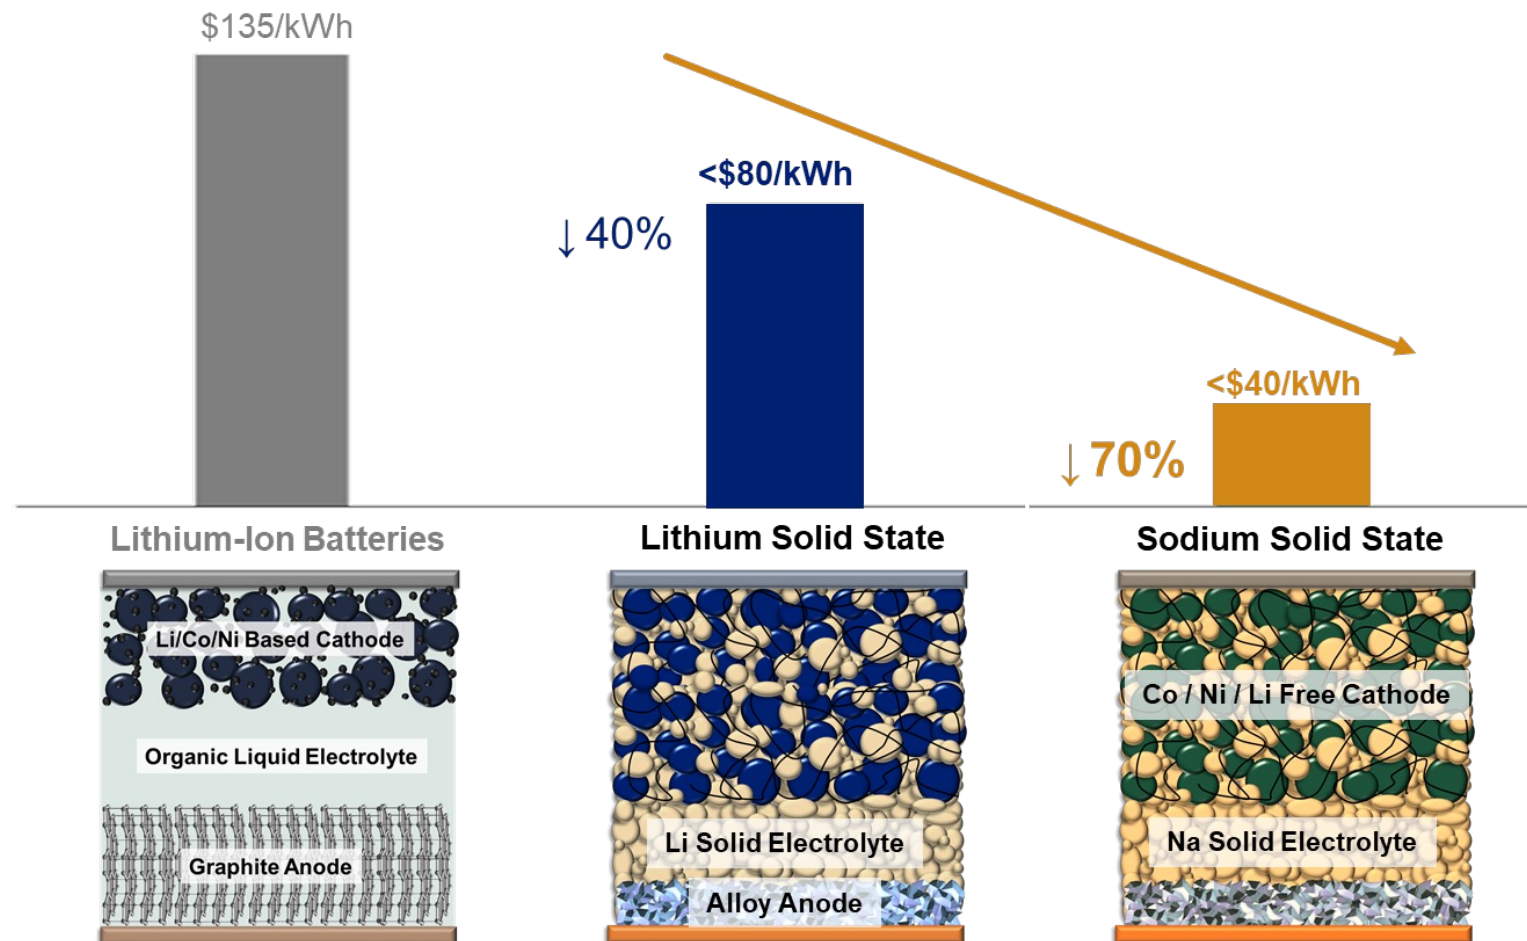 $135/kWh
<$80/kWh
↓40%
<$40/kWh
↓70%
Lithium-Ion Batteries
Lithium Solid State
Sodium Solid State
Li/Co/Ni Based Cathode
Organic Liquid Electrolyte
Graphite Anode
Li Solid Electrolyte
Alloy Anode
Co / Ni / Li Free Cathode
Na Solid Electrolyte